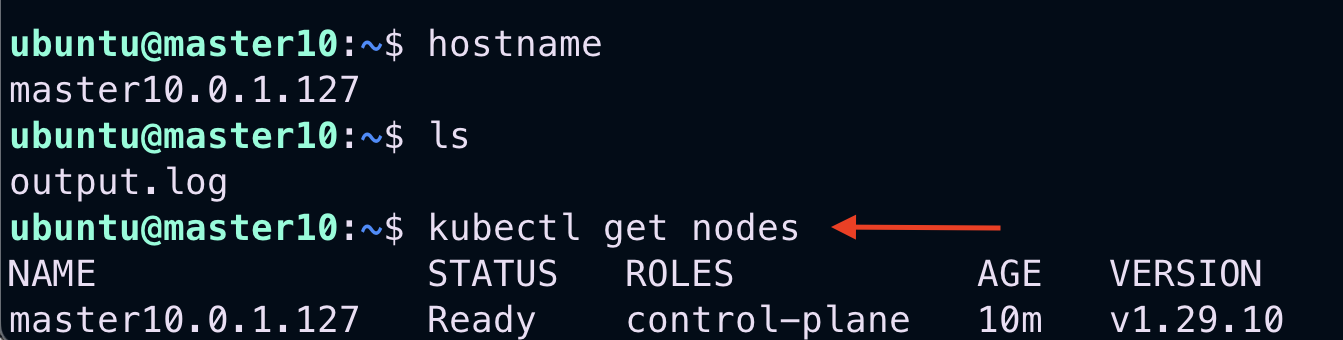 ubuntu@master10:~$ hostname
master10.0.1.127
ubuntu@master10:~$ ls
output.log
ubuntu@master10:~$ kubectl get nodes
NAME STATUS ROLES AGE VERSION
master10.0.1.127 Ready control-plane 10m v1.29.10